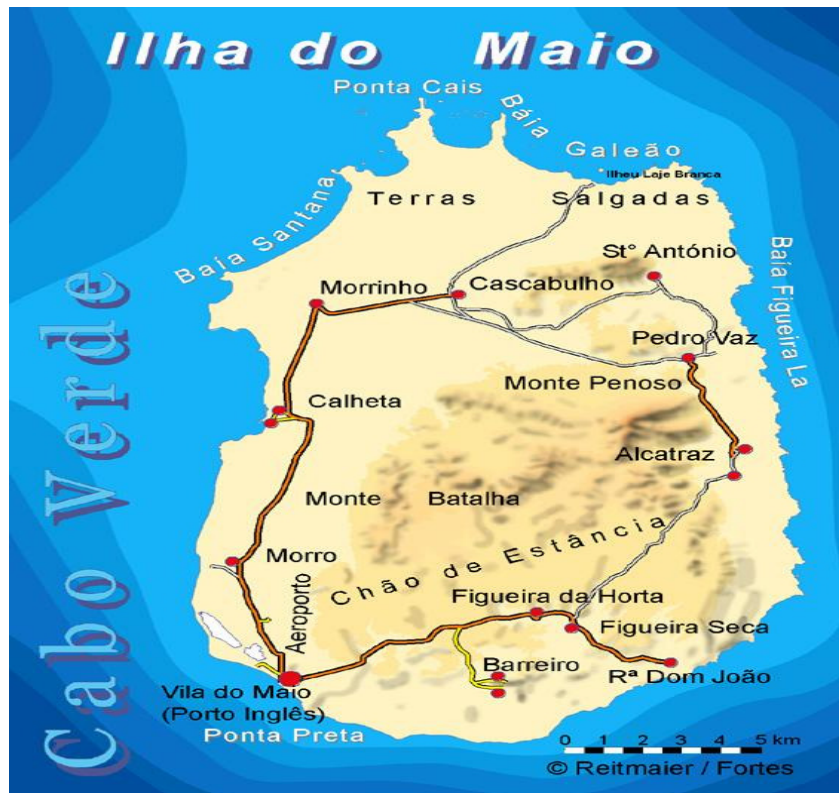 Ilha do Maio
Ponta Cais
Báia Galeão
Ilheu Laje Branca
Terras Salgadas
Baía Santana
St° António
Morrinho
Cascabulho
Baía Figueira La
Pedro Vaz
Monte Penoso
Calheta
Alcatraz
Monte Batalha
Cabo Verde
Chão de Estância
Morro
Aeroporto
Figueira da Horta
Figueira Seca
Barreiro
Rª Dom João
Vila do Maio
(Porto Inglês)
Ponta Preta
0 1 2 3 4 5 km
© Reitmaier / Fortes